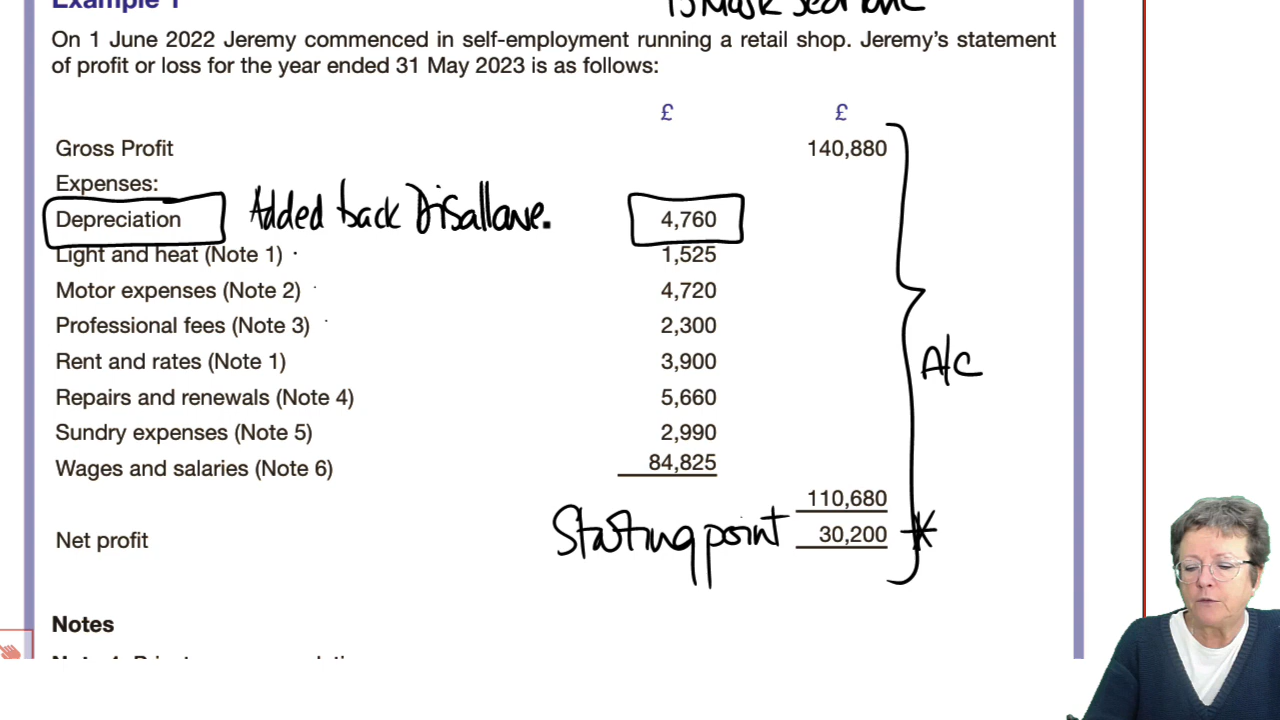 Example 1
15 Mark Section C
On 1 June 2022 Jeremy commenced in self-employment running a retail shop. Jeremy's statement
of profit or loss for the year ended 31 May 2023 is as follows:
£ £
Gross Profit 140,880
Expenses:
Depreciation Added back Disallow. 4,760
Light and heat (Note 1) 1,525
Motor expenses (Note 2) 4,720
Professional fees (Note 3) 2,300
Rent and rates (Note 1) 3,900
A/C
Repairs and renewals (Note 4) 5,660
Sundry expenses (Note 5) 2,990
Wages and salaries (Note 6) 84,825
110,680
Net profit Starting point 30,200 *
Notes